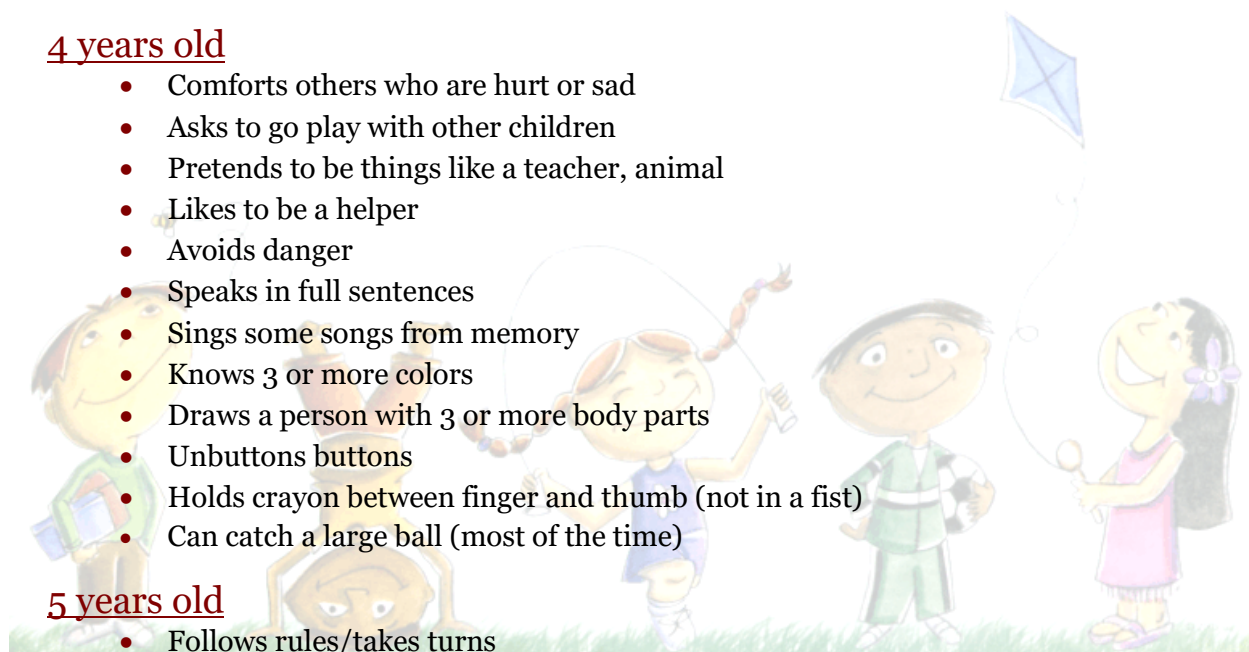 4 years old
• Comforts others who are hurt or sad
• Asks to go play with other children
• Pretends to be things like a teacher, animal
• Likes to be a helper
• Avoids danger
• Speaks in full sentences
• Sings some songs from memory
• Knows 3 or more colors
• Draws a person with 3 or more body parts
• Unbuttons buttons
• Holds crayon between finger and thumb (not in a fist)
• Can catch a large ball (most of the time)
5 years old
• Follows rules/takes turns